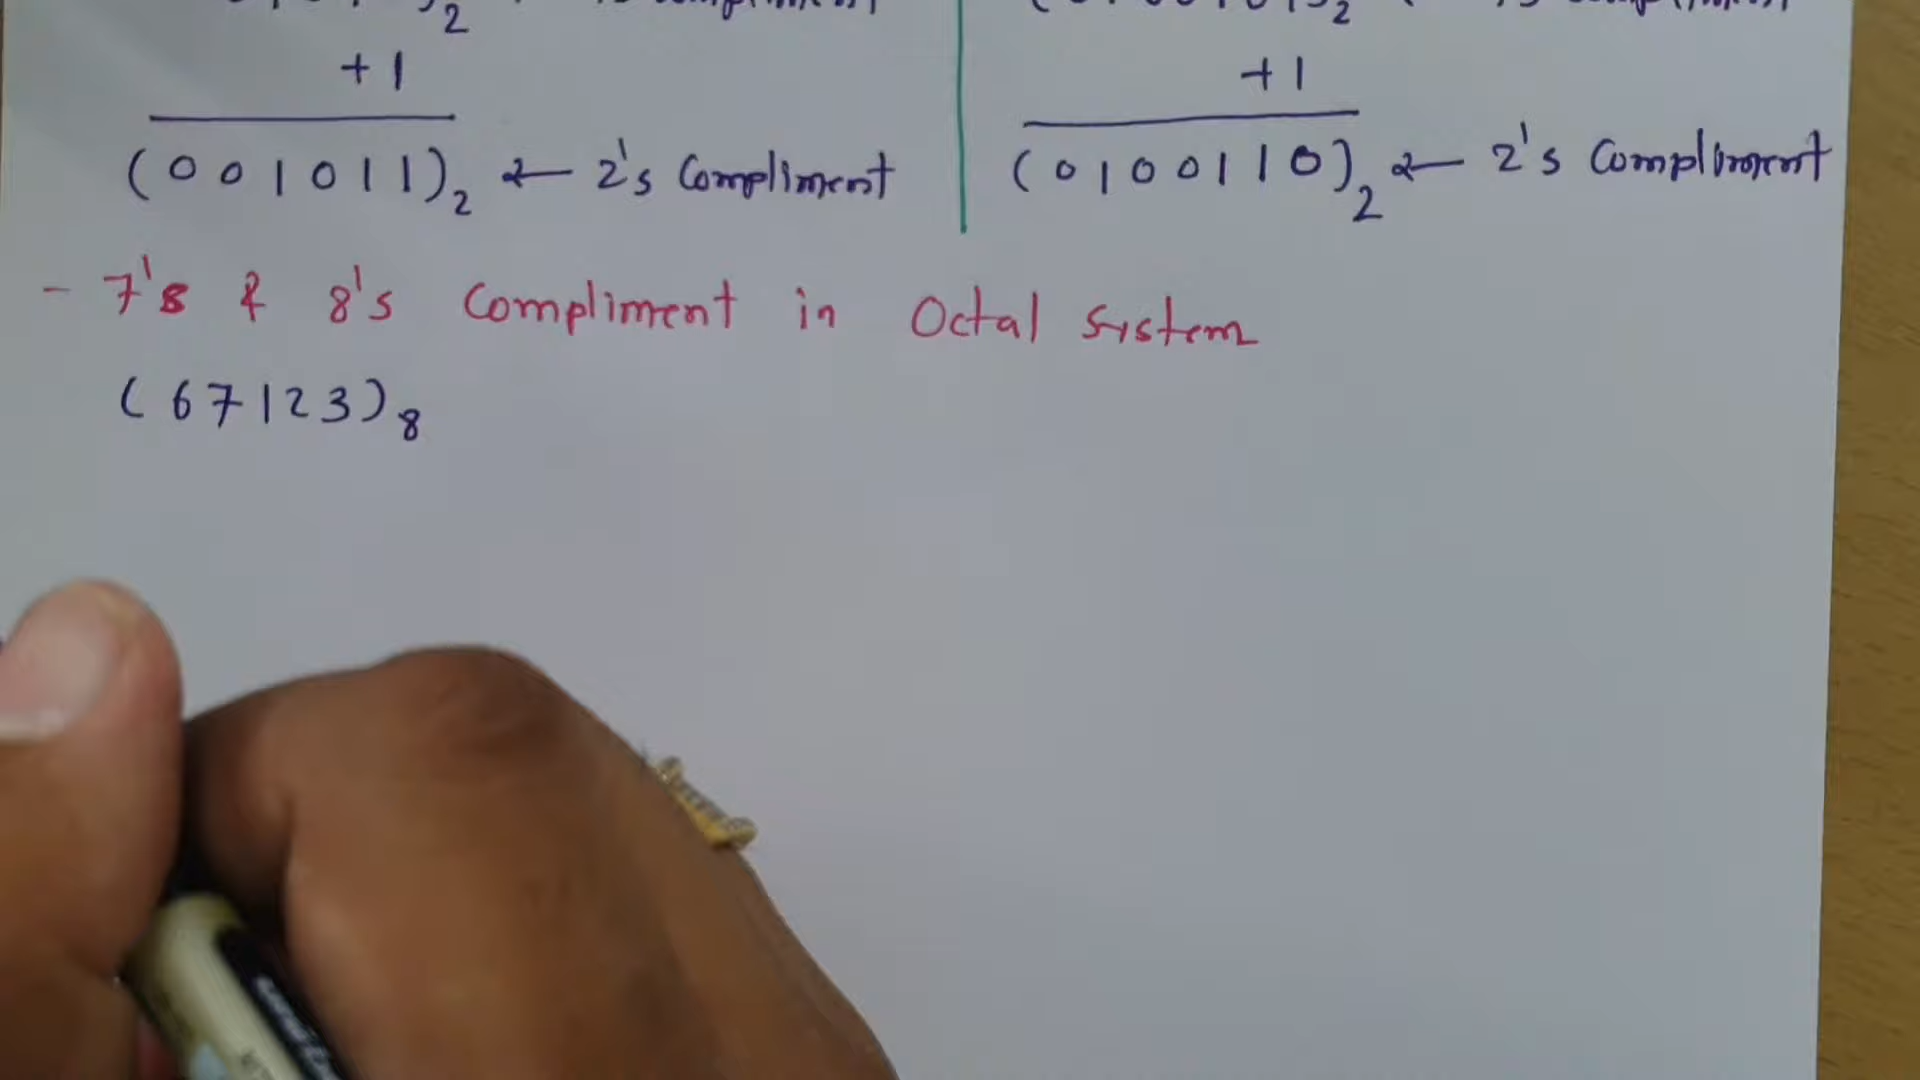 +1 +1
(001011)2 ← 2's Compliment (0100110)2 ← 2's Compliment
- 7's & 8's Compliment in Octal System
(67123)8